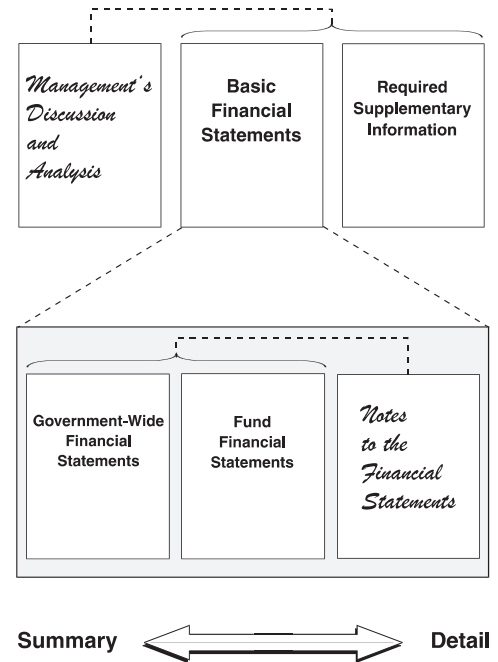 Management's
Discussion
and
Analysis
Basic
Financial
Statements
Required
Supplementary
Information
Government-Wide
Financial
Statements
Fund
Financial
Statements
Notes
to the
Financial
Statements
Summary
Detail